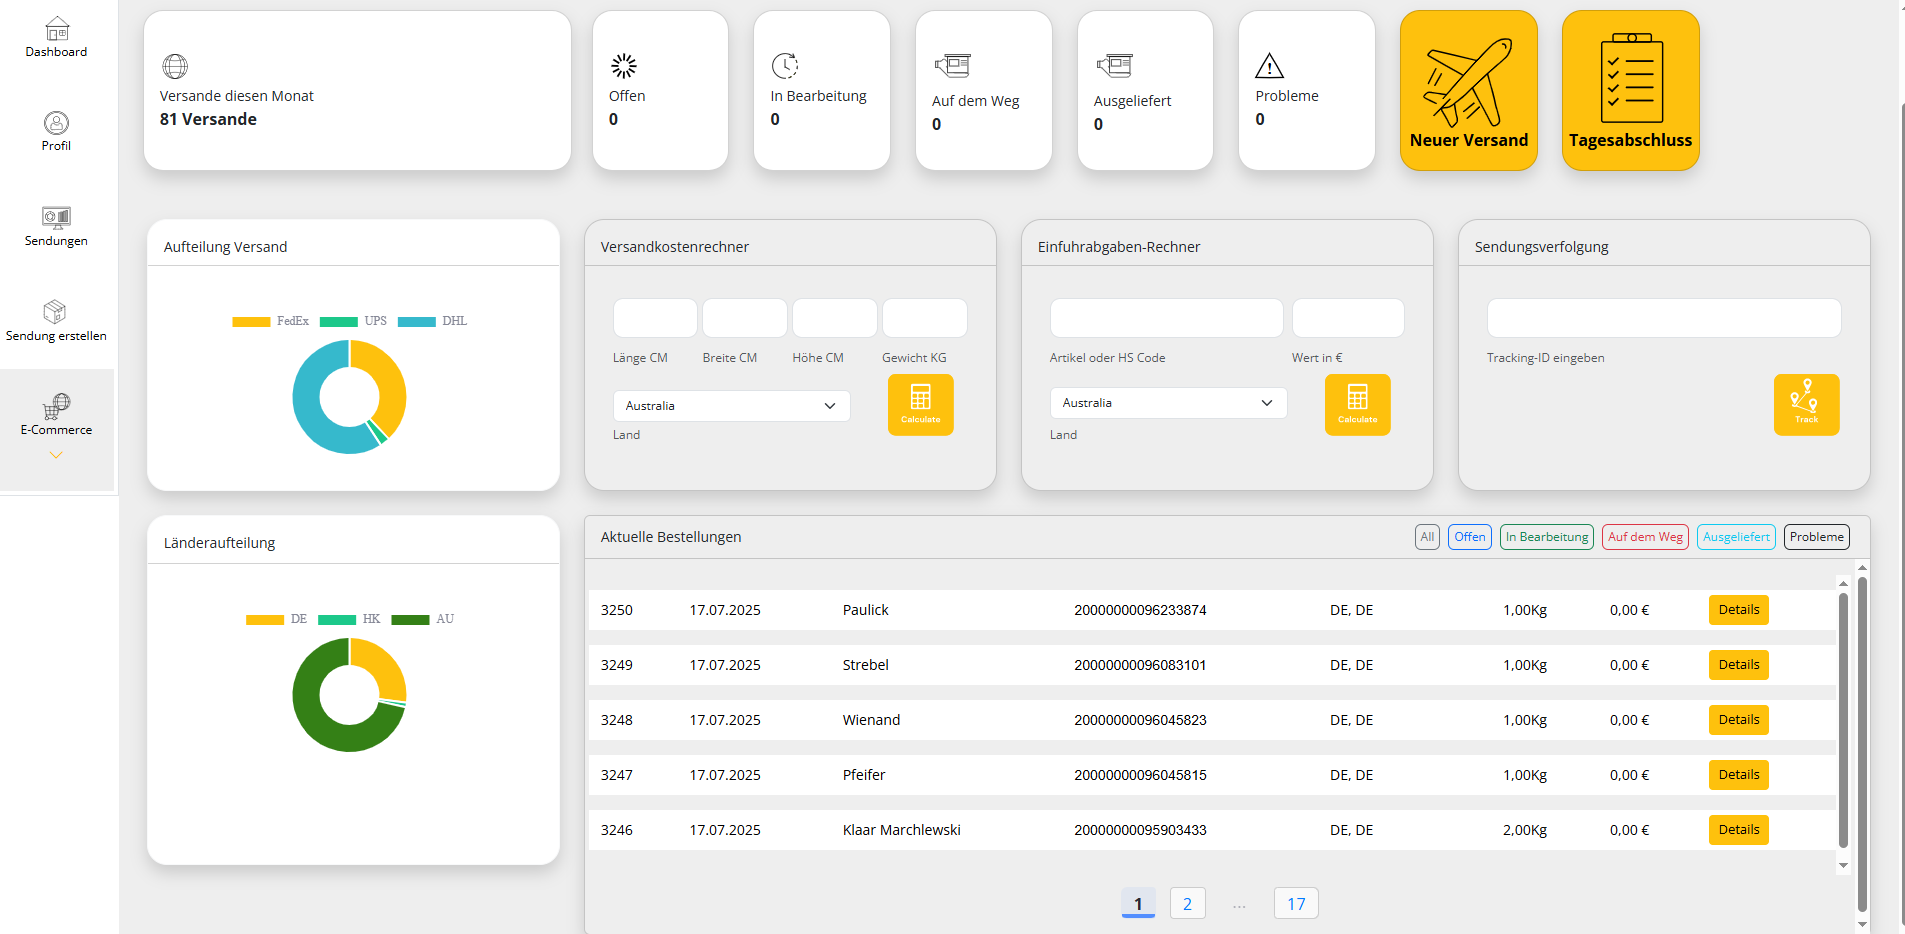 Dashboard
Profil
Sendungen
Sendung erstellen
E-Commerce
Versande diesen Monat
81 Versande
Offen
0
In Bearbeitung
0
Auf dem Weg
0
Ausgeliefert
0
Probleme
0
Neuer Versand
Tagesabschluss
Aufteilung Versand
FedEx UPS DHL
Versandkostenrechner
Länge CM Breite CM Höhe CM Gewicht KG
Australia
Land
Calculate
Einfuhrabgaben-Rechner
Artikel oder HS Code Wert in €
Australia
Land
Calculate
Sendungsverfolgung
Tracking-ID eingeben
Track
Länderaufteilung
DE HK AU
Aktuelle Bestellungen All Offen In Bearbeitung Auf dem Weg Ausgeliefert Probleme
3250 17.07.2025 Paulick 20000000096233874 DE, DE 1,00Kg 0,00 € Details
3249 17.07.2025 Strebel 20000000096083101 DE, DE 1,00Kg 0,00 € Details
3248 17.07.2025 Wienand 20000000096045823 DE, DE 1,00Kg 0,00 € Details
3247 17.07.2025 Pfeifer 20000000096045815 DE, DE 1,00Kg 0,00 € Details
3246 17.07.2025 Klaar Marchlewski 20000000095903433 DE, DE 2,00Kg 0,00 € Details
1 2 ... 17